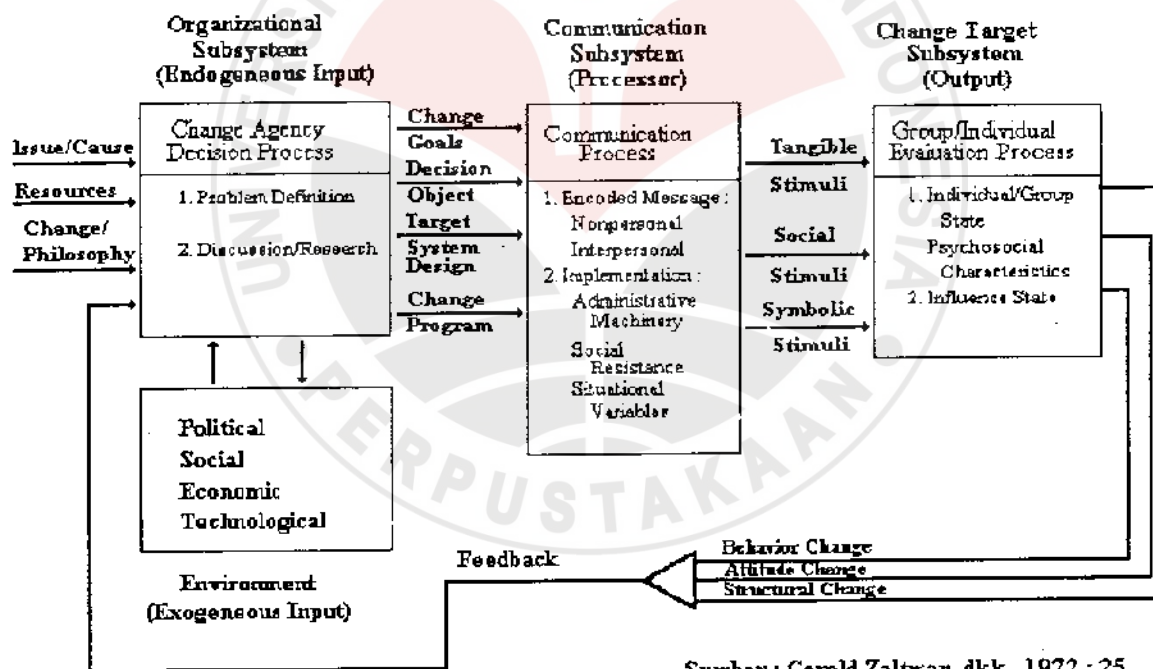 Organizational
Subsystem
(Endogeneous Input)
Communication
Subsystem
(Processor)
Change Target
Subsystem
(Output)
Issue/Cause
Resources
Change/
Philosophy
Change Agency
Decision Process
1. Problem Definition
2. Discussion/Research
Change
Goals
Decision
Object
Target
System
Design
Change
Program
Communication
Process
1. Encoded Message :
Nonpersonal
Interpersonal
2. Implementation :
Administrative
Machinery
Social
Resistance
Situational
Variables
Tangible
Stimuli
Social
Stimuli
Symbolic
Stimuli
Group/Individual
Evaluation Process
1. Individual/Group
State
Psychosocial
Characteristics
2. Influence State
Political
Social
Economic
Technological
Environment
(Exogeneous Input)
Feedback
Behavior Change
Attitude Change
Structural Change
Sumber : Gerald Zaltman, dkk., 1972 : 25
PERPUSTAKAAN